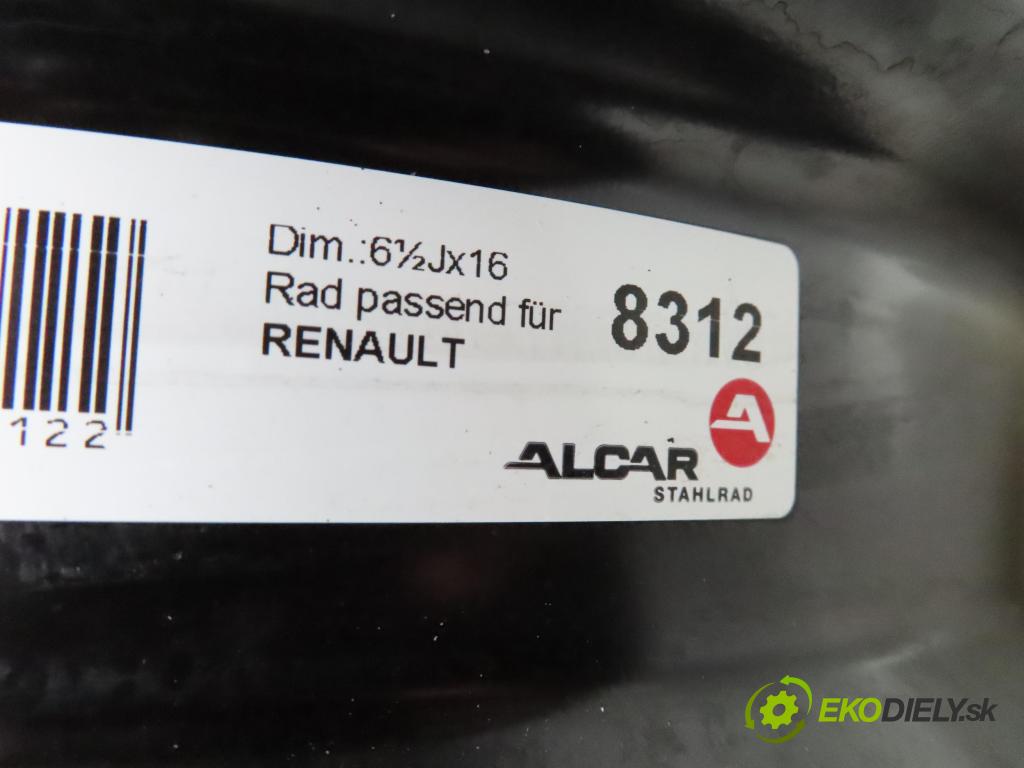 Dim.:6½Jx16
Rad passend für
RENAULT
8312
122
ALCAR
STAHLRAD
EKODIELY.sk